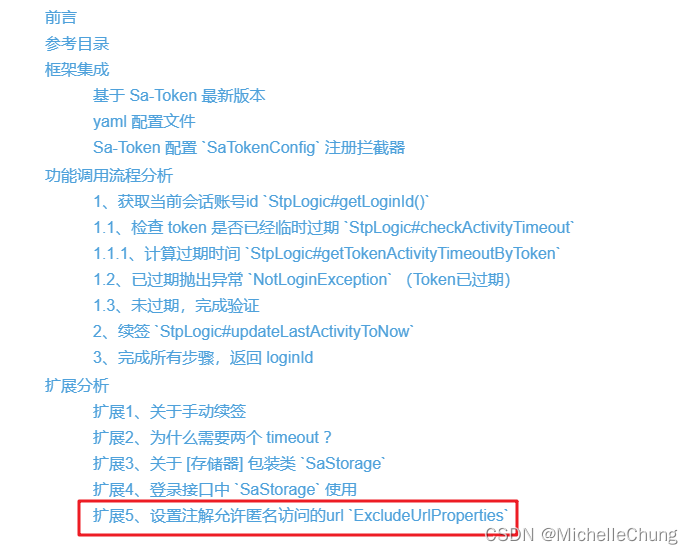 前言
参考目录
框架集成
基于 Sa-Token 最新版本
yaml 配置文件
Sa-Token 配置 `SaTokenConfig` 注册拦截器
功能调用流程分析
1、获取当前会话账号id `StpLogic#getLoginId()`
1.1、检查 token 是否已经临时过期 `StpLogic#checkActivityTimeout`
1.1.1、计算过期时间 `StpLogic#getTokenActivityTimeoutByToken`
1.2、已过期抛出异常 `NotLoginException` （Token已过期）
1.3、未过期，完成验证
2、续签 `StpLogic#updateLastActivityToNow`
3、完成所有步骤，返回 loginId
扩展分析
扩展1、关于手动续签
扩展2、为什么需要两个 timeout ?
扩展3、关于 [存储器] 包装类 `SaStorage`
扩展4、登录接口中 `SaStorage` 使用
扩展5、设置注解允许匿名访问的url `ExcludeUrlProperties`
CSDN @MichelleChung